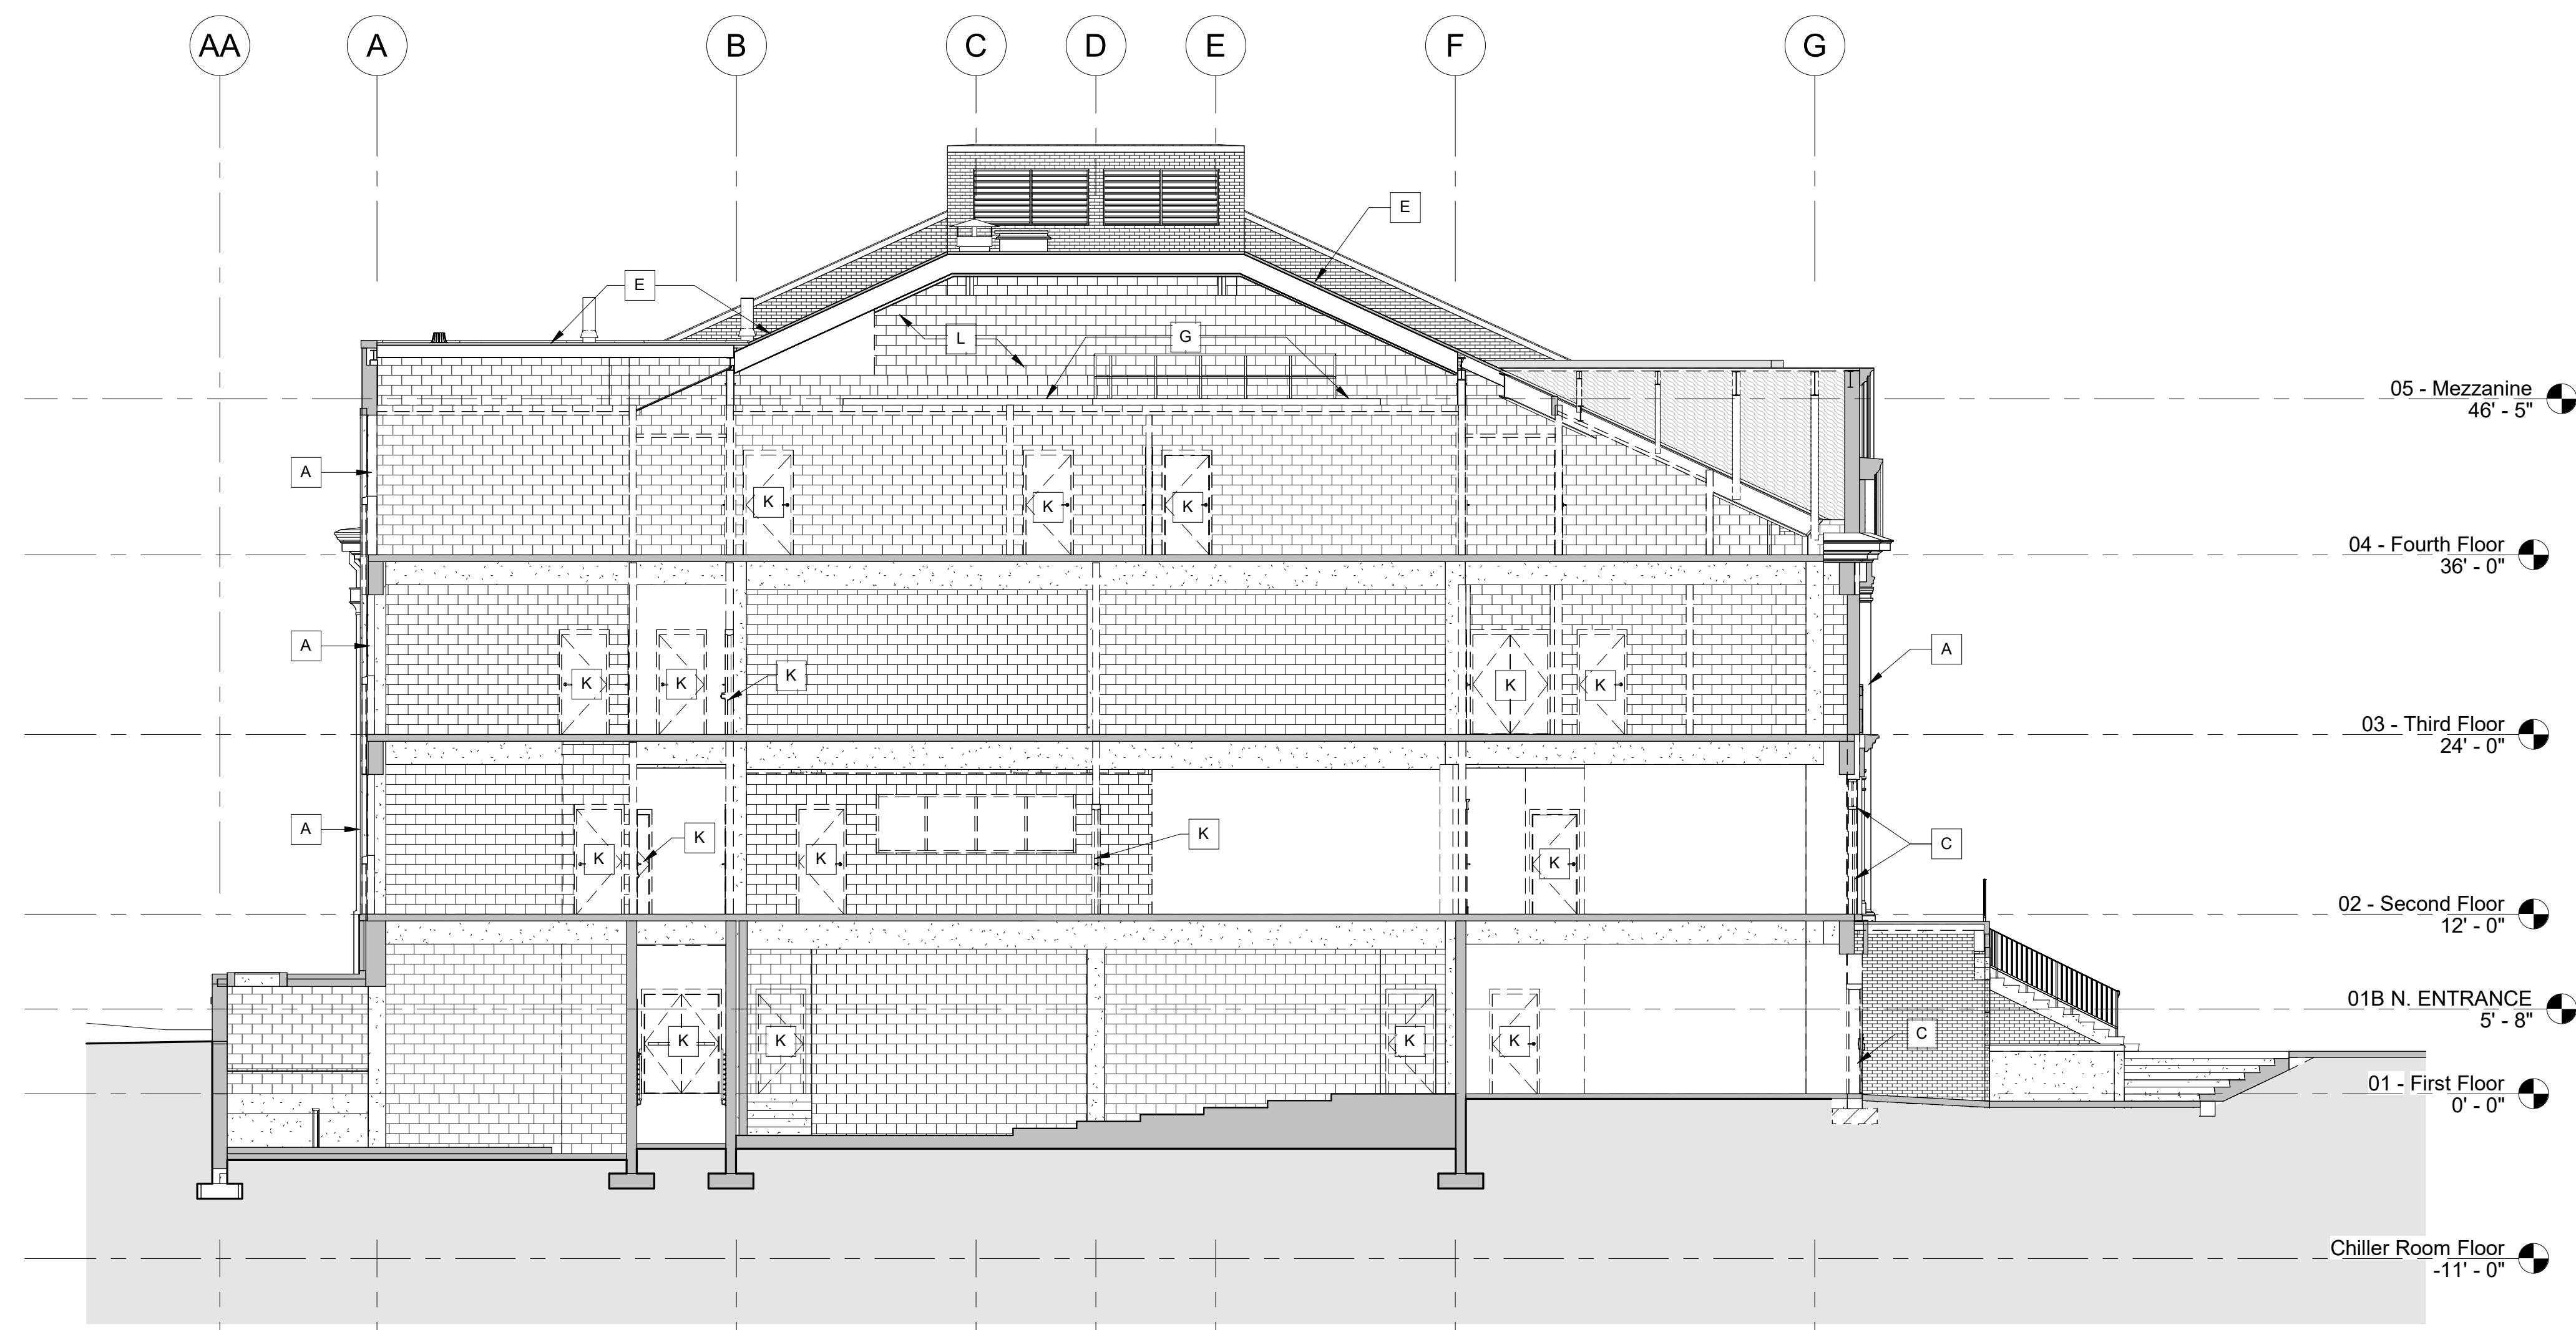 AA A B C D E F G
E
E
L G
05 - Mezzanine
46' - 5"
A
K K K
04 - Fourth Floor
36' - 0"
A
A
K K K K K
03 - Third Floor
24' - 0"
A
K K K K K
C
02 - Second Floor
12' - 0"
01B N. ENTRANCE
5' - 8"
K K K K
C
01 - First Floor
0' - 0"
Chiller Room Floor
-11' - 0"